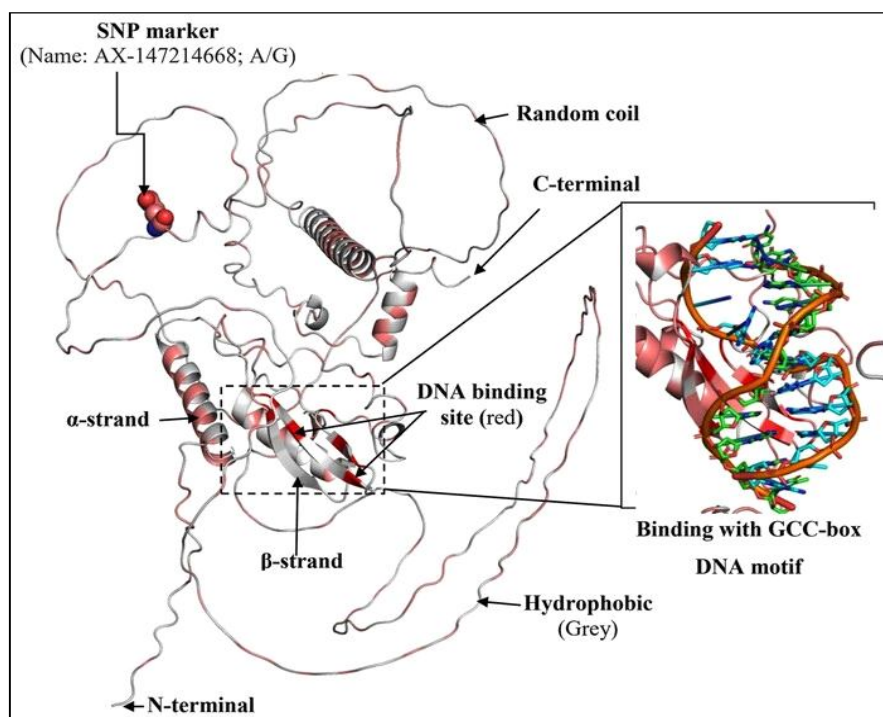 SNP marker
(Name: AX-147214668; A/G)
Random coil
C-terminal
α-strand
DNA binding
site (red)
β-strand
Binding with GCC-box
DNA motif
Hydrophobic
(Grey)
N-terminal